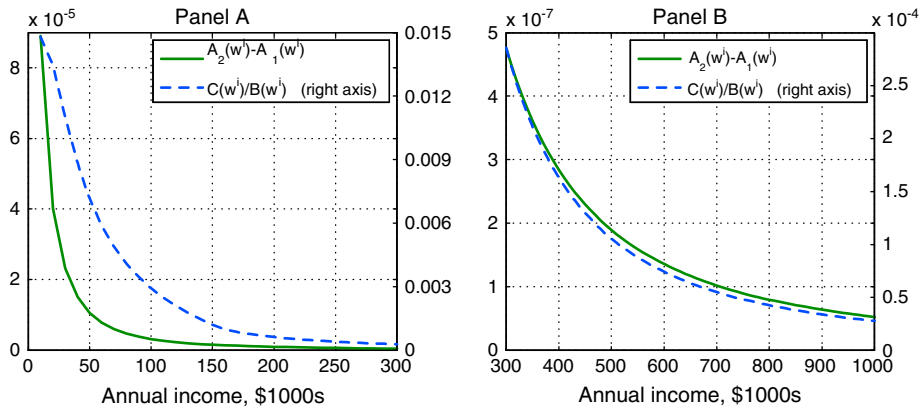 Panel A
x 10^-5
A_2(w^i)-A_1(w^i)
C(w^i)/B(w^i) (right axis)
8
6
4
2
0
0.015
0.012
0.009
0.006
0.003
0
0 50 100 150 200 250 300
Annual income, $1000s
Panel B
x 10^-7
x 10^-4
A_2(w^i)-A_1(w^i)
C(w^i)/B(w^i) (right axis)
5
4
3
2
1
0
2.5
2
1.5
1
0.5
0
300 400 500 600 700 800 900 1000
Annual income, $1000s